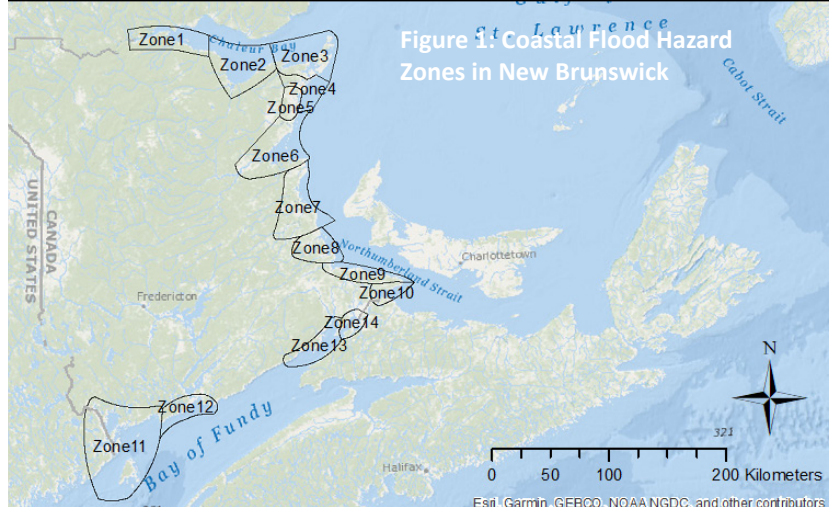 St. Lawrence
Figure 1: Coastal Flood Hazard
Zones in New Brunswick
Zone1
Chaleur Bay
Zone2
Zone3
Cabot Strait
Zone4
Zone5
Zone6
CANADA
UNITED STATES
Zone7
Zone8
Northumberland Strait
Charlottetown
Zone9
Zone10
Fredericton
Zone14
Zone13
N
Zone12
Bay of Fundy
Zone11
321
Halifax
0 50 100 200 Kilometers
Esri, Garmin, GEBCO, NOAA NGDC, and other contributors